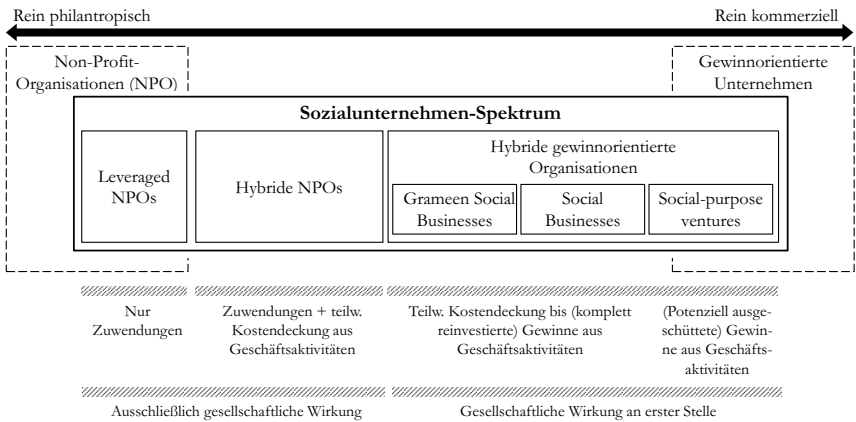 Rein philantropisch
Rein kommerziell
Non-Profit-
Organisationen (NPO)
Gewinnorientierte
Unternehmen
Sozialunternehmen-Spektrum
Leveraged
NPOs
Hybride NPOs
Hybride gewinnorientierte
Organisationen
Grameen Social
Businesses
Social
Businesses
Social-purpose
ventures
Nur
Zuwendungen
Zuwendungen + teilw.
Kostendeckung aus
Geschäftsaktivitäten
Teilw. Kostendeckung bis (komplett
reinvestierte) Gewinne aus
Geschäftsaktivitäten
(Potenziell ausge-
schüttete) Gewin-
ne aus Geschäfts-
aktivitäten
Ausschließlich gesellschaftliche Wirkung
Gesellschaftliche Wirkung an erster Stelle